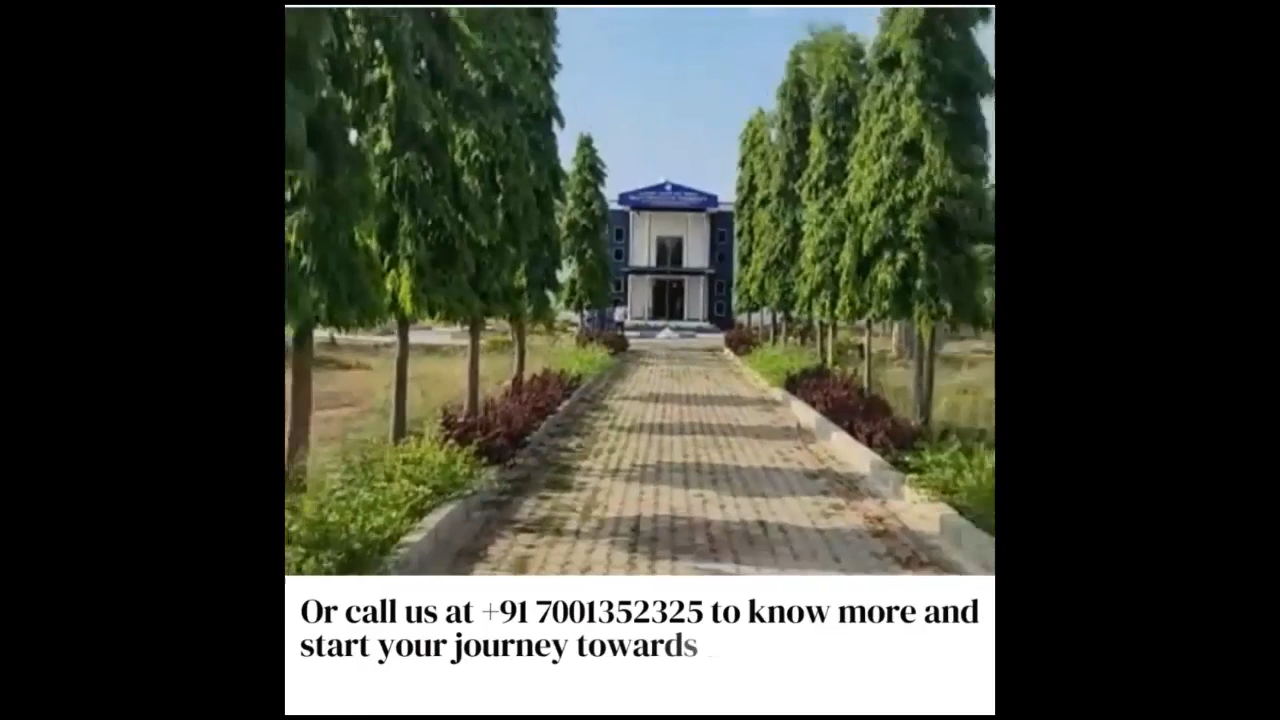 Or call us at +91 7001352325 to know more and
start your journey towards